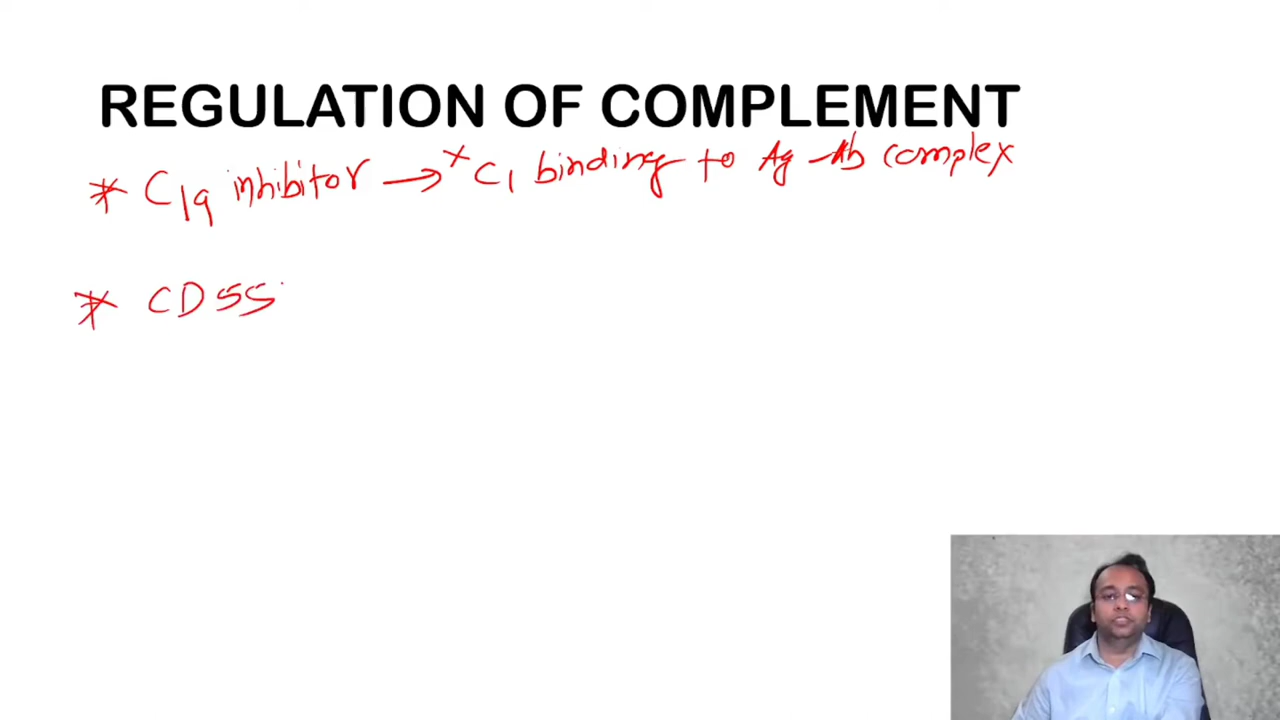 REGULATION OF COMPLEMENT
* C1q inhibitor → x C1 binding to Ag-Ab complex
* CD55